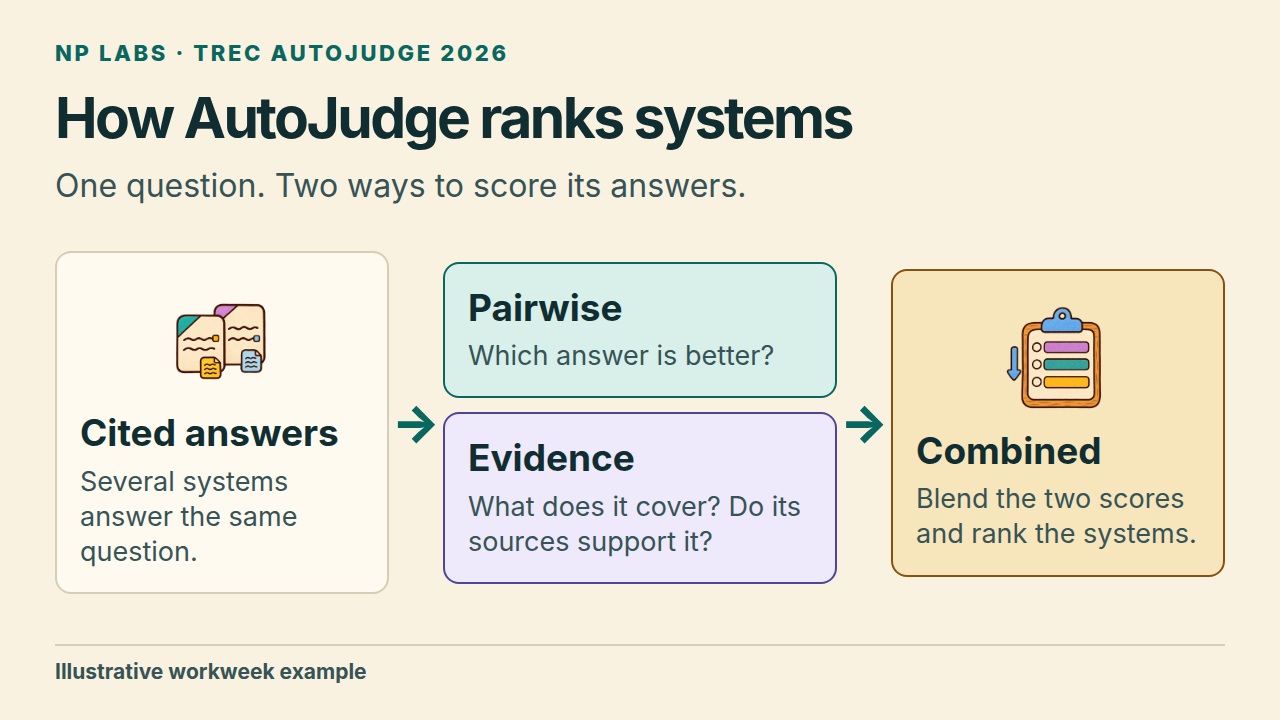 NP LABS · TREC AUTOJUDGE 2026
How AutoJudge ranks systems
One question. Two ways to score its answers.
Cited answers
Several systems
answer the same
question.
Pairwise
Which answer is better?
Evidence
What does it cover? Do its
sources support it?
Combined
Blend the two scores
and rank the systems.
Illustrative workweek example